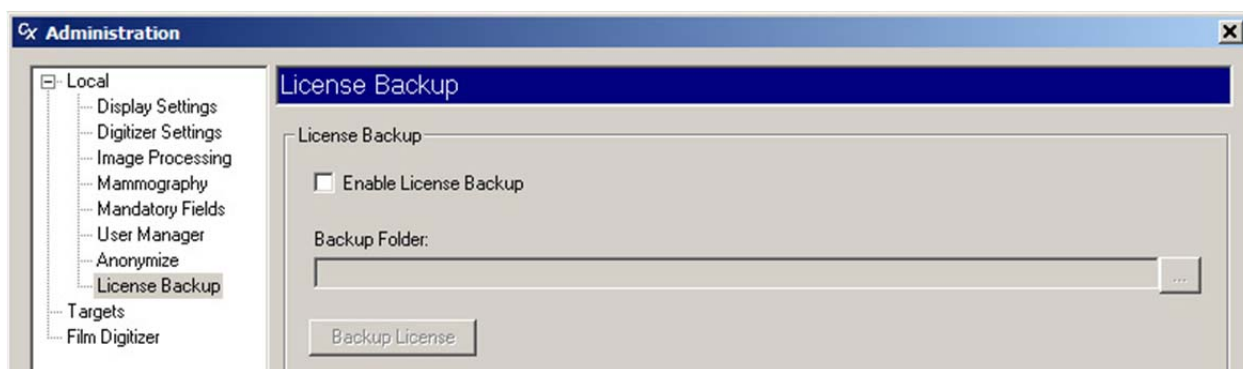 Cx Administration
Local
Display Settings
Digitizer Settings
Image Processing
Mammography
Mandatory Fields
User Manager
Anonymize
License Backup
Targets
Film Digitizer
License Backup
License Backup
Enable License Backup
Backup Folder:
...
Backup License